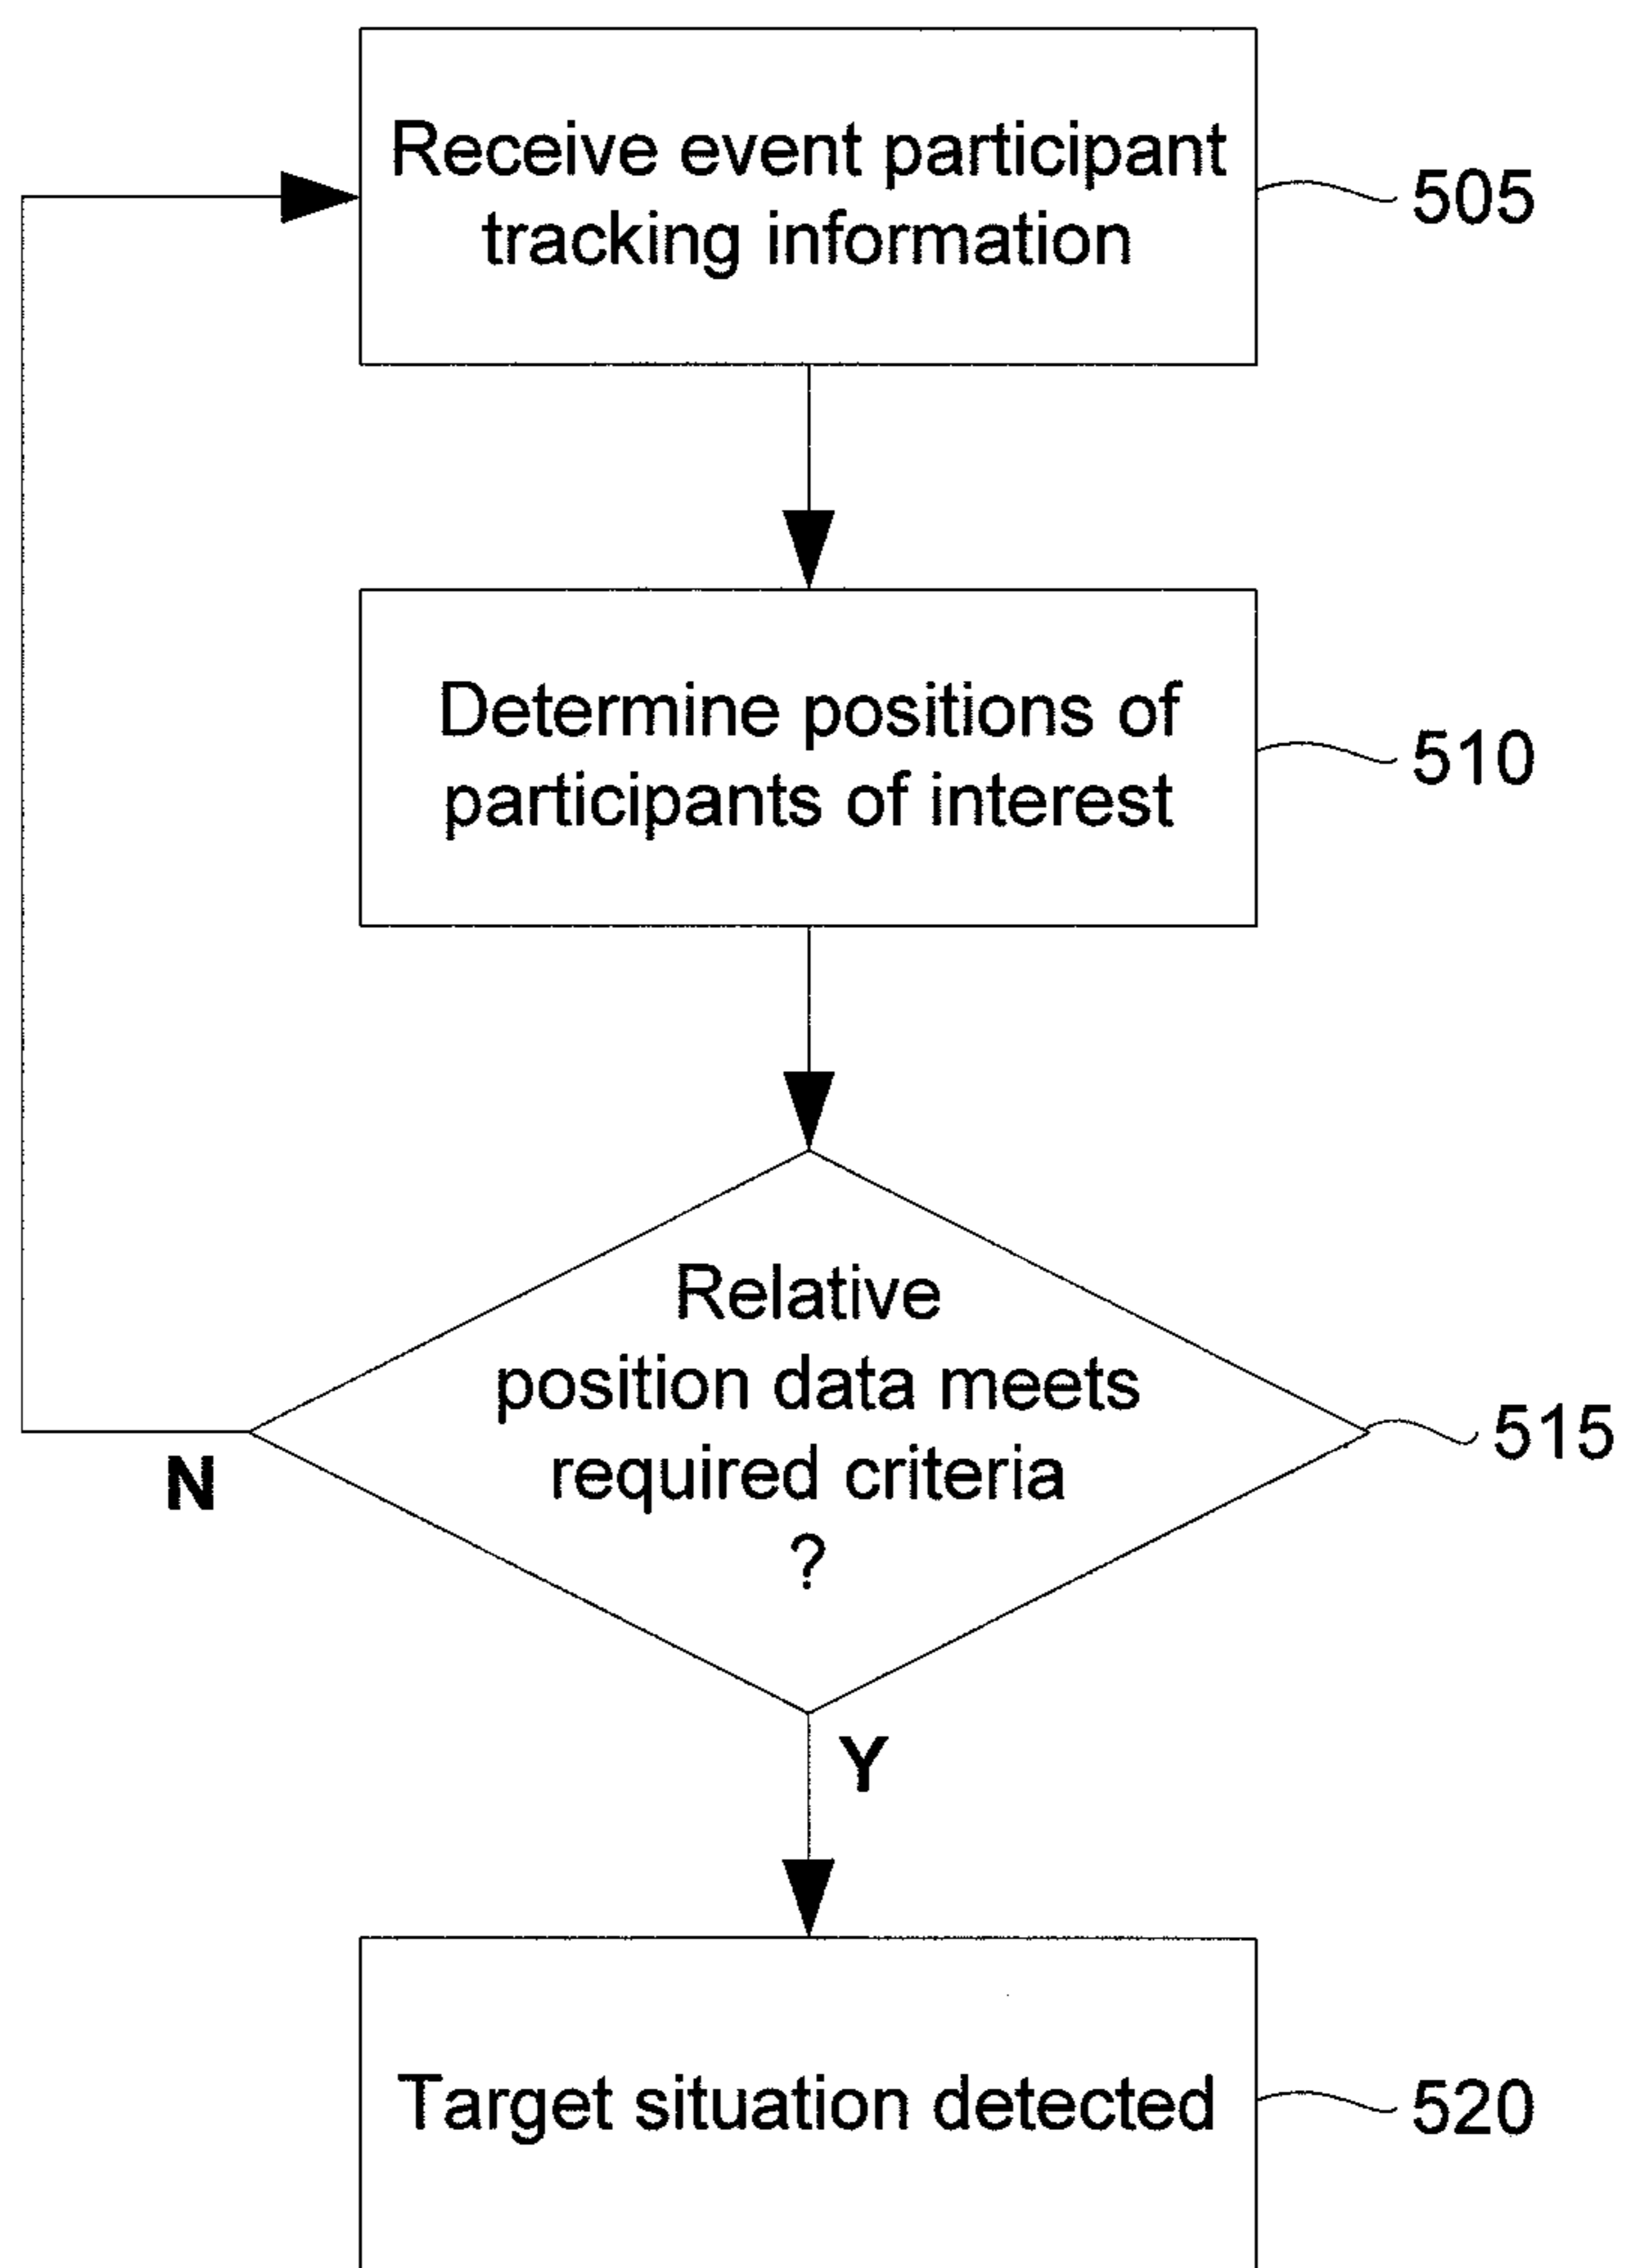 Receive event participant
tracking information
505
Determine positions of
participants of interest
510
Relative
position data meets
required criteria
?
515
N
Y
Target situation detected
520